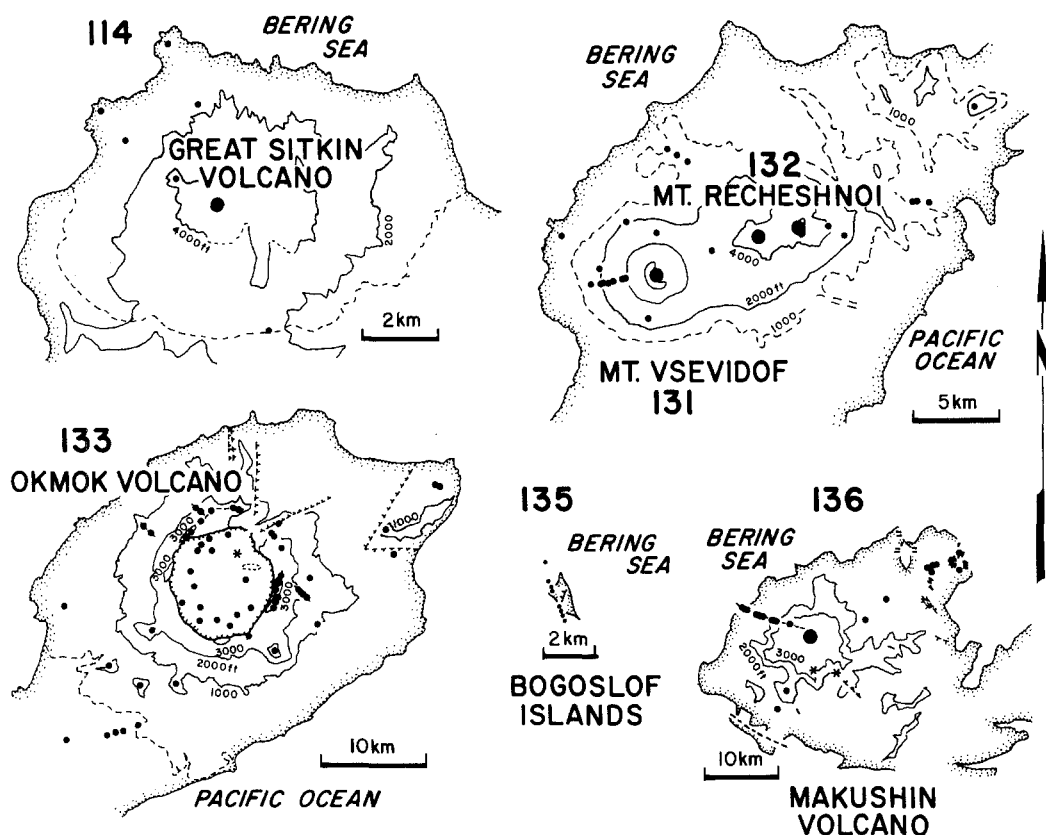 114
BERING
SEA
GREAT SITKIN
VOLCANO
4000ft
2000
2km
BERING
SEA
1000
132
MT. RECHESHNOI
4000
2000ft
1000
MT. VSEVIDOF
131
PACIFIC
OCEAN
5km
N
133
OKMOK VOLCANO
3000
3000
3000
3000
2000ft
1000
1000
10km
PACIFIC OCEAN
135
BERING
SEA
2km
BOGOSLOF
ISLANDS
136
BERING
SEA
3000
2000ft
10km
MAKUSHIN
VOLCANO